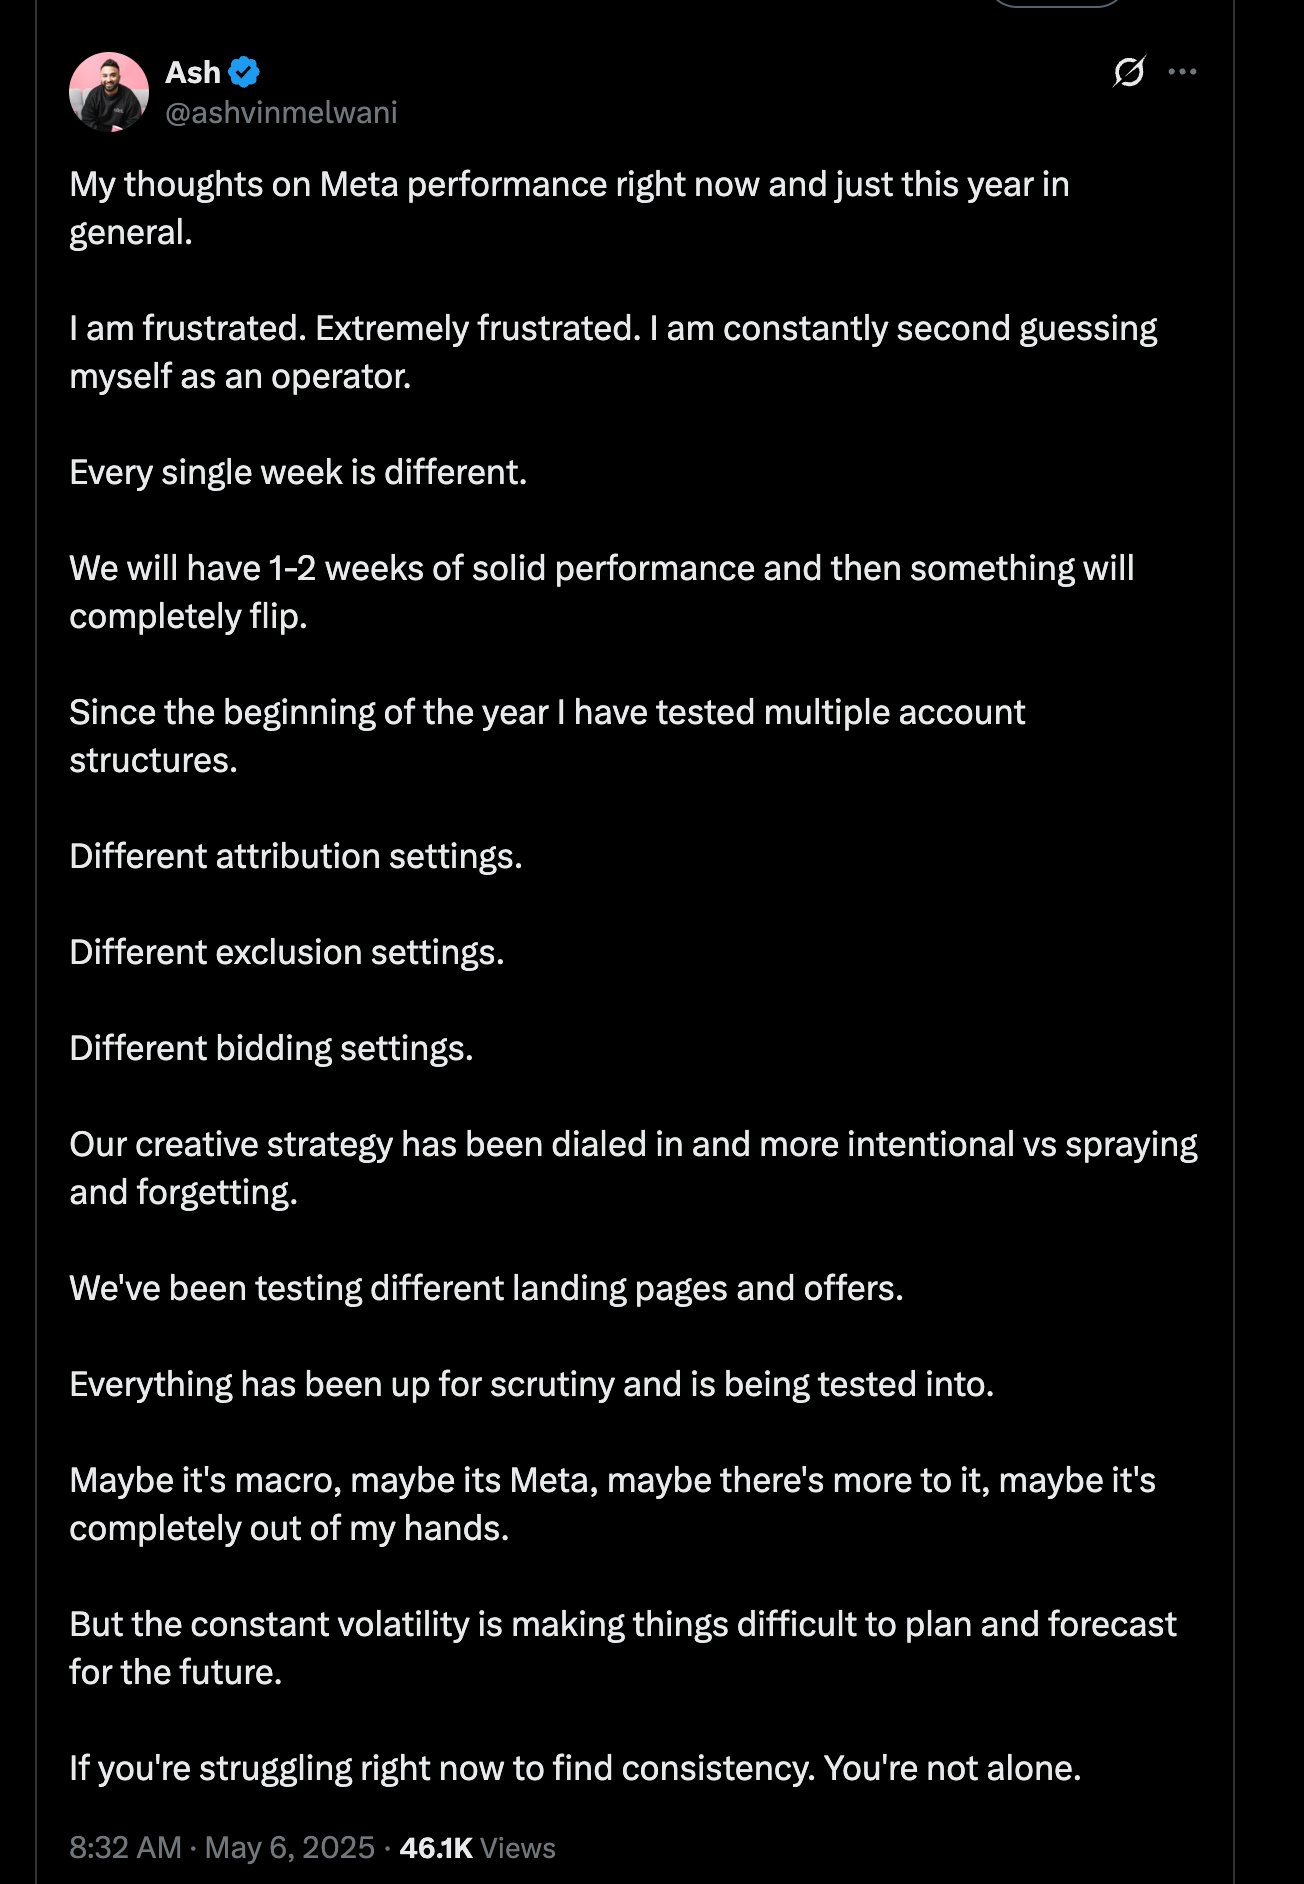 Ash
@ashvinmelwani
My thoughts on Meta performance right now and just this year in
general.
I am frustrated. Extremely frustrated. I am constantly second guessing
myself as an operator.
Every single week is different.
We will have 1-2 weeks of solid performance and then something will
completely flip.
Since the beginning of the year I have tested multiple account
structures.
Different attribution settings.
Different exclusion settings.
Different bidding settings.
Our creative strategy has been dialed in and more intentional vs spraying
and forgetting.
We've been testing different landing pages and offers.
Everything has been up for scrutiny and is being tested into.
Maybe it's macro, maybe its Meta, maybe there's more to it, maybe it's
completely out of my hands.
But the constant volatility is making things difficult to plan and forecast
for the future.
If you're struggling right now to find consistency. You're not alone.
8:32 AM · May 6, 2025 · 46.1K Views